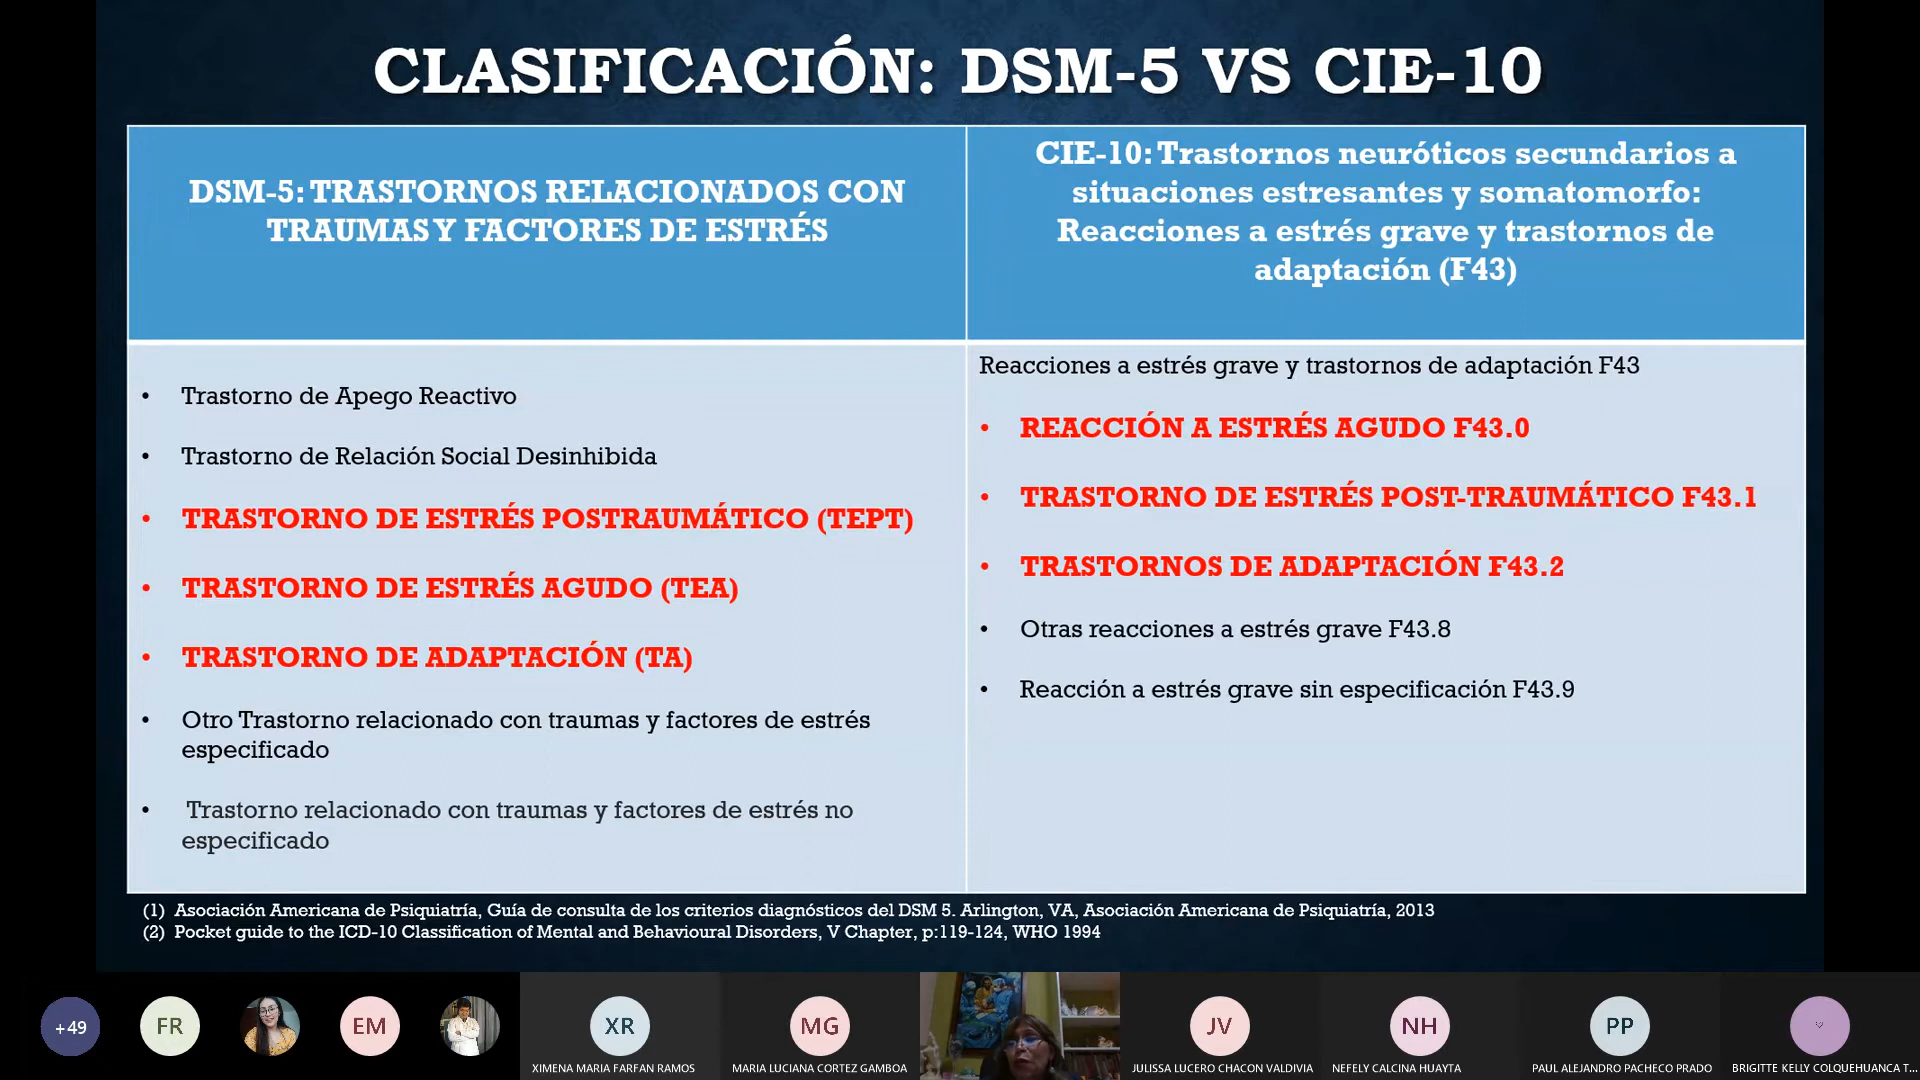 CLASIFICACIÓN: DSM-5 VS CIE-10
DSM-5: TRASTORNOS RELACIONADOS CON
TRAUMAS Y FACTORES DE ESTRÉS
CIE-10: Trastornos neuróticos secundarios a
situaciones estresantes y somatomorfo:
Reacciones a estrés grave y trastornos de
adaptación (F43)
• Trastorno de Apego Reactivo
• Trastorno de Relación Social Desinhibida
• TRASTORNO DE ESTRÉS POSTRAUMÁTICO (TEPT)
• TRASTORNO DE ESTRÉS AGUDO (TEA)
• TRASTORNO DE ADAPTACIÓN (TA)
• Otro Trastorno relacionado con traumas y factores de estrés
especificado
• Trastorno relacionado con traumas y factores de estrés no
especificado
Reacciones a estrés grave y trastornos de adaptación F43
• REACCIÓN A ESTRÉS AGUDO F43.0
• TRASTORNO DE ESTRÉS POST-TRAUMÁTICO F43.1
• TRASTORNOS DE ADAPTACIÓN F43.2
• Otras reacciones a estrés grave F43.8
• Reacción a estrés grave sin especificación F43.9
(1) Asociación Americana de Psiquiatría, Guía de consulta de los criterios diagnósticos del DSM 5. Arlington, VA, Asociación Americana de Psiquiatría, 2013
(2) Pocket guide to the ICD-10 Classification of Mental and Behavioural Disorders, V Chapter, p:119-124, WHO 1994
+49
FR
EM
XR
XIMENA MARIA FARFAN RAMOS
MG
MARIA LUCIANA CORTEZ GAMBOA
JV
JULISSA LUCERO CHACON VALDIVIA
NH
NEFELY CALCINA HUAYTA
PP
PAUL ALEJANDRO PACHECO PRADO
BRIGITTE KELLY COLQUEHUANCA T...